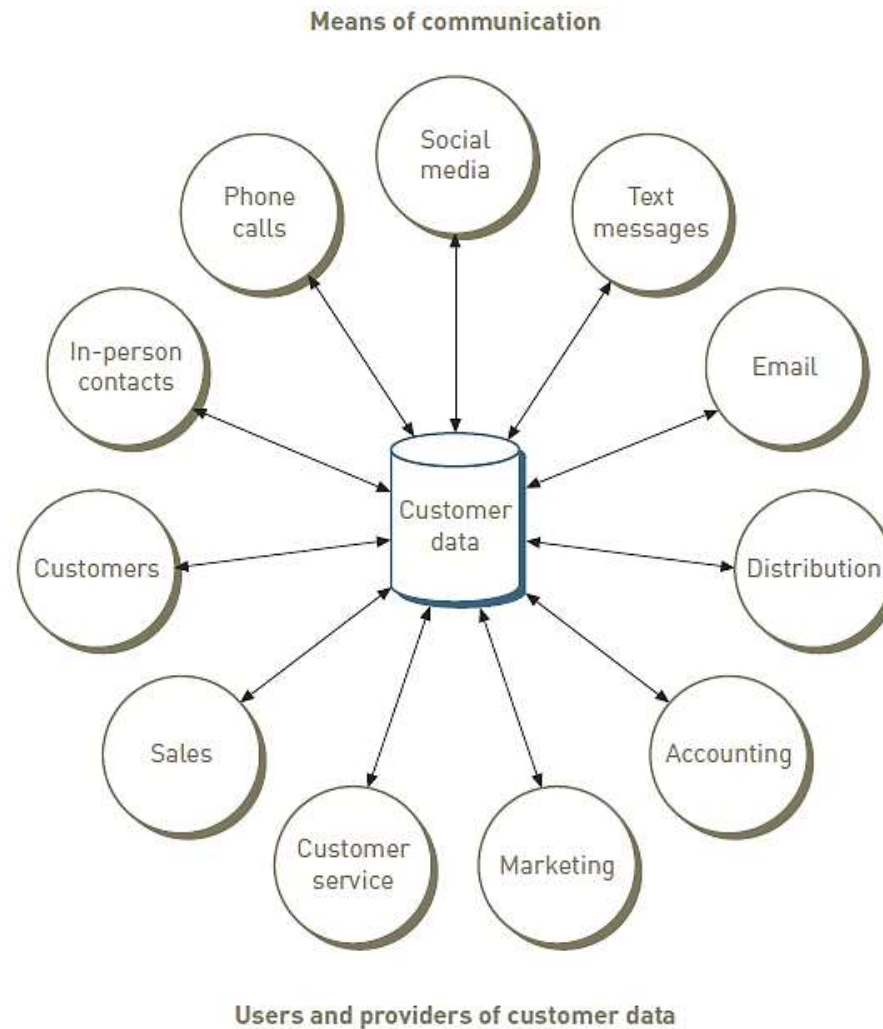 Means of communication
Social
media
Phone
calls
Text
messages
In-person
contacts
Email
Customer
data
Customers
Distribution
Sales
Accounting
Customer
service
Marketing
Users and providers of customer data